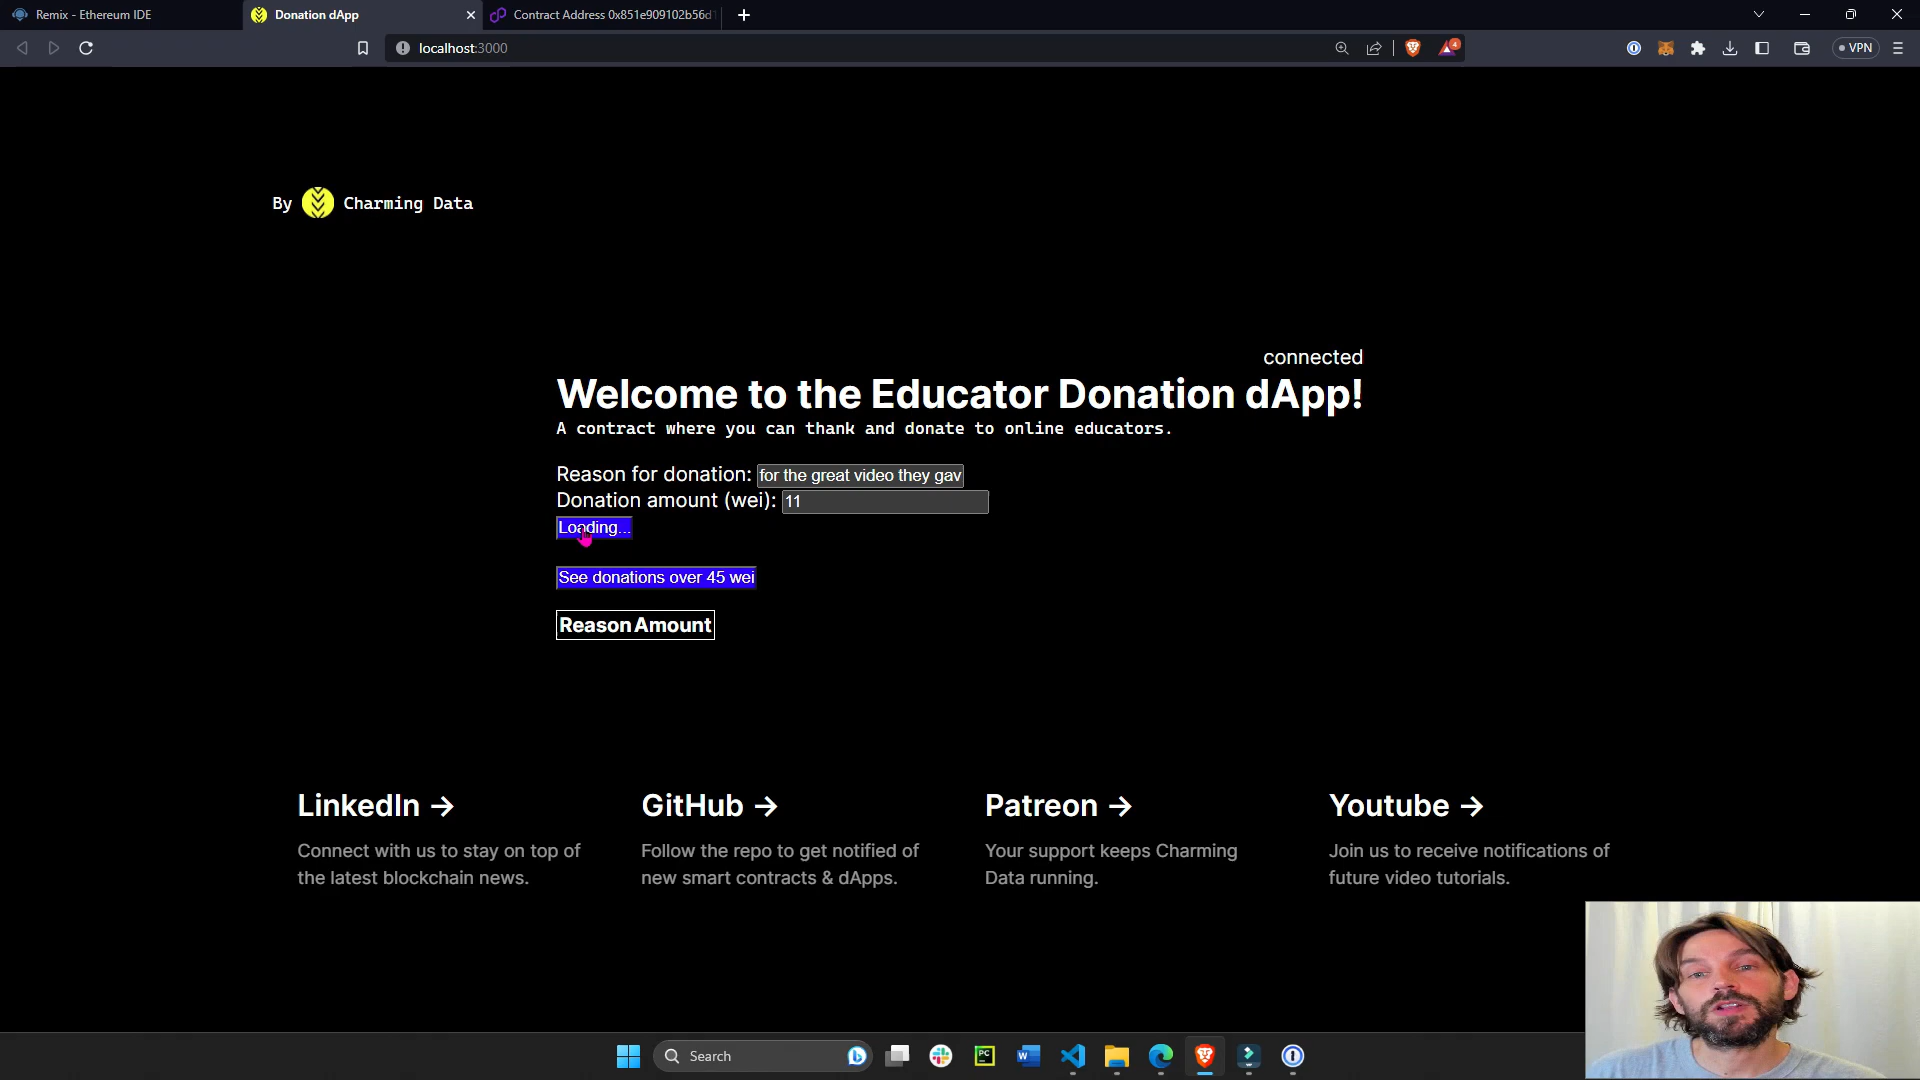 Remix - Ethereum IDE
Donation dApp
Contract Address 0x851e909102b56d1
localhost:3000
4
VPN
By Charming Data
connected
Welcome to the Educator Donation dApp!
A contract where you can thank and donate to online educators.
Reason for donation: for the great video they gav
Donation amount (wei): 11
Loading...
See donations over 45 wei
Reason Amount
LinkedIn →
Connect with us to stay on top of
the latest blockchain news.
GitHub →
Follow the repo to get notified of
new smart contracts & dApps.
Patreon →
Your support keeps Charming
Data running.
Youtube →
Join us to receive notifications of
future video tutorials.
Search
PC
W